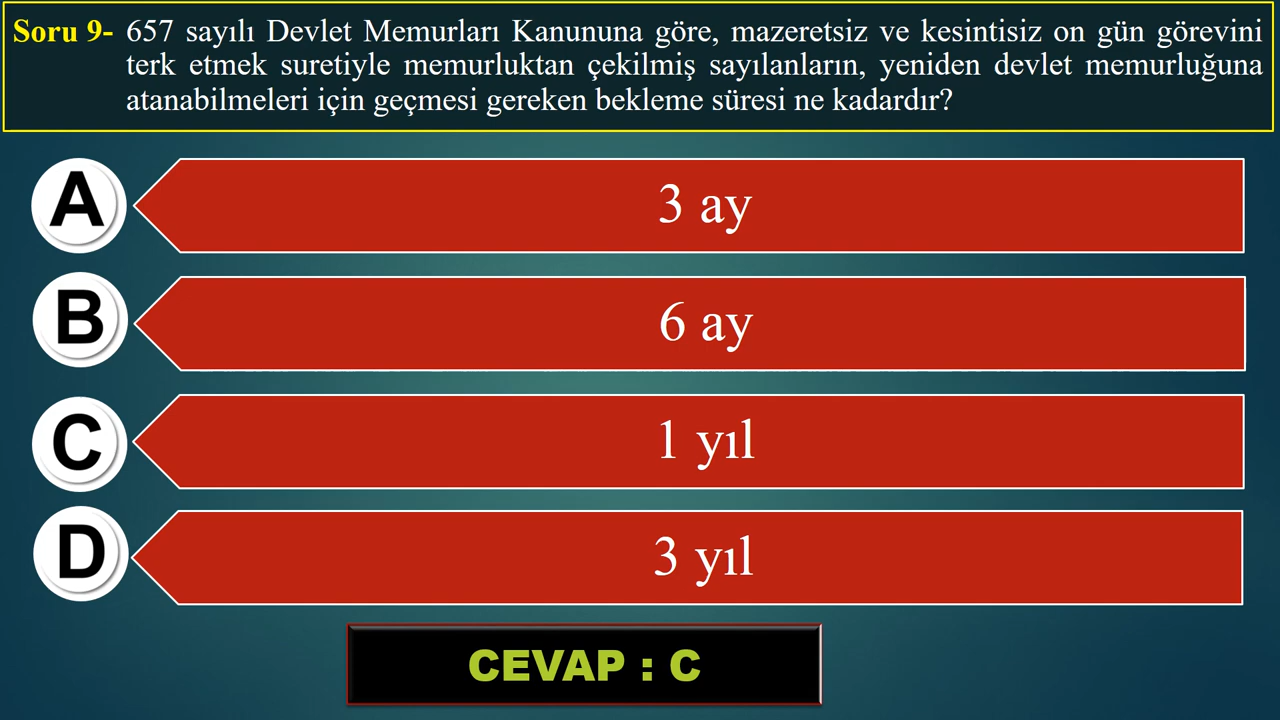 Soru 9- 657 sayılı Devlet Memurları Kanununa göre, mazeretsiz ve kesintisiz on gün görevini
terk etmek suretiyle memurluktan çekilmiş sayılanların, yeniden devlet memurluğuna
atanabilmeleri için geçmesi gereken bekleme süresi ne kadardır?
A 3 ay
B 6 ay
C 1 yıl
D 3 yıl
CEVAP : C